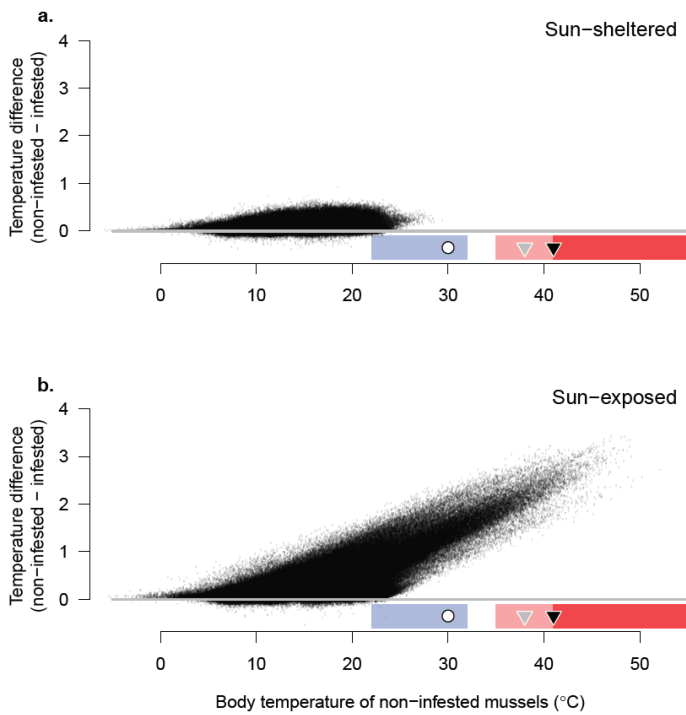 a.
Sun−sheltered
Temperature difference
(non−infested − infested)
4
3
2
1
0
0 10 20 30 40 50
b.
Sun−exposed
Temperature difference
(non−infested − infested)
4
3
2
1
0
0 10 20 30 40 50
Body temperature of non−infested mussels (°C)